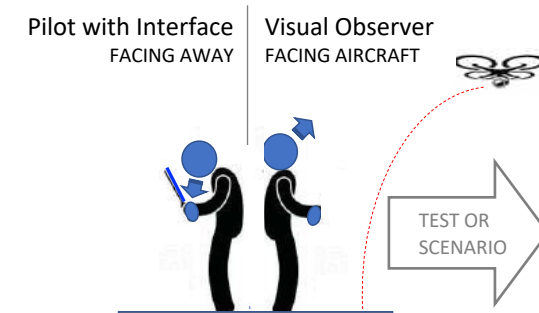 Pilot with Interface
FACING AWAY
Visual Observer
FACING AIRCRAFT
TEST OR
SCENARIO